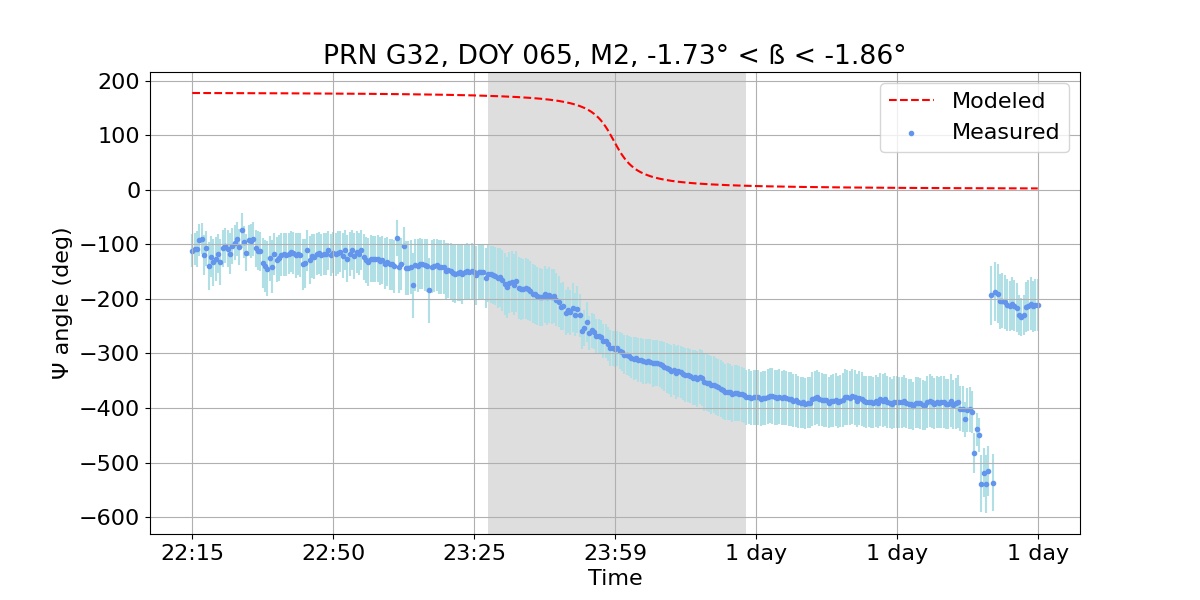 PRN G32, DOY 065, M2, -1.73° < ß < -1.86°
Ψ angle (deg)
200
100
0
−100
−200
−300
−400
−500
−600
Modeled
Measured
22:15 22:50 23:25 23:59 1 day 1 day 1 day
Time